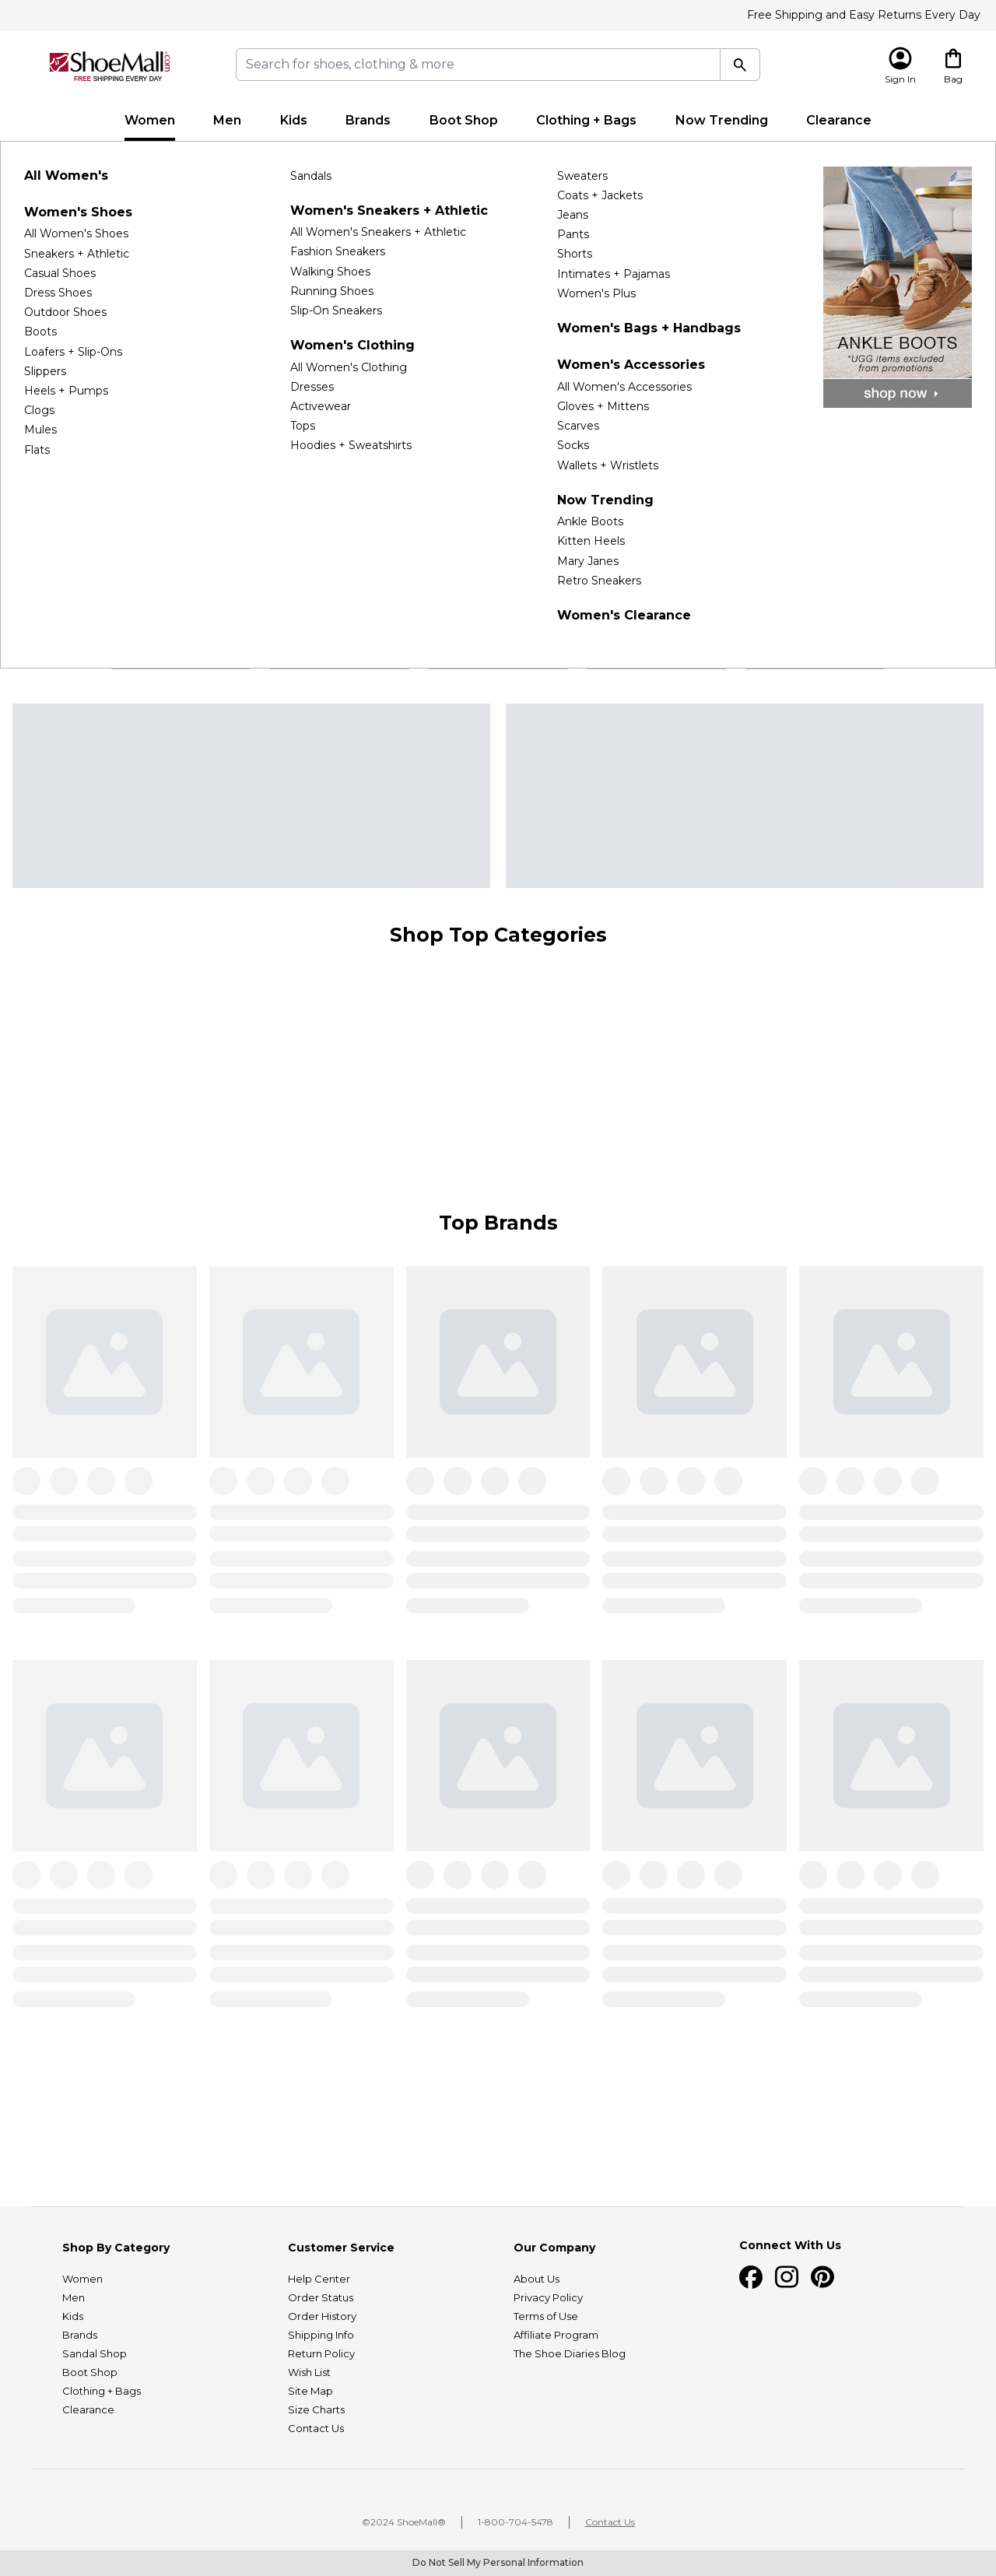 Free Shipping and Easy Returns Every Day
ShoeMall.com
FREE SHIPPING EVERY DAY
Search for shoes, clothing & more
Sign In
Bag
Women
Men
Kids
Brands
Boot Shop
Clothing + Bags
Now Trending
Clearance
All Women's
Women's Shoes
All Women's Shoes
Sneakers + Athletic
Casual Shoes
Dress Shoes
Outdoor Shoes
Boots
Loafers + Slip-Ons
Slippers
Heels + Pumps
Clogs
Mules
Flats
Sandals
Women's Sneakers + Athletic
All Women's Sneakers + Athletic
Fashion Sneakers
Walking Shoes
Running Shoes
Slip-On Sneakers
Women's Clothing
All Women's Clothing
Dresses
Activewear
Tops
Hoodies + Sweatshirts
Sweaters
Coats + Jackets
Jeans
Pants
Shorts
Intimates + Pajamas
Women's Plus
Women's Bags + Handbags
Women's Accessories
All Women's Accessories
Gloves + Mittens
Scarves
Socks
Wallets + Wristlets
Now Trending
Ankle Boots
Kitten Heels
Mary Janes
Retro Sneakers
Women's Clearance
ANKLE BOOTS
*UGG items excluded
from promotions.
shop now
Shop Top Categories
Top Brands
Shop By Category
Women
Men
Kids
Brands
Sandal Shop
Boot Shop
Clothing + Bags
Clearance
Customer Service
Help Center
Order Status
Order History
Shipping Info
Return Policy
Wish List
Site Map
Size Charts
Contact Us
Our Company
About Us
Privacy Policy
Terms of Use
Affiliate Program
The Shoe Diaries Blog
Connect With Us
©2024 ShoeMall®
1-800-704-5478
Contact Us
Do Not Sell My Personal Information